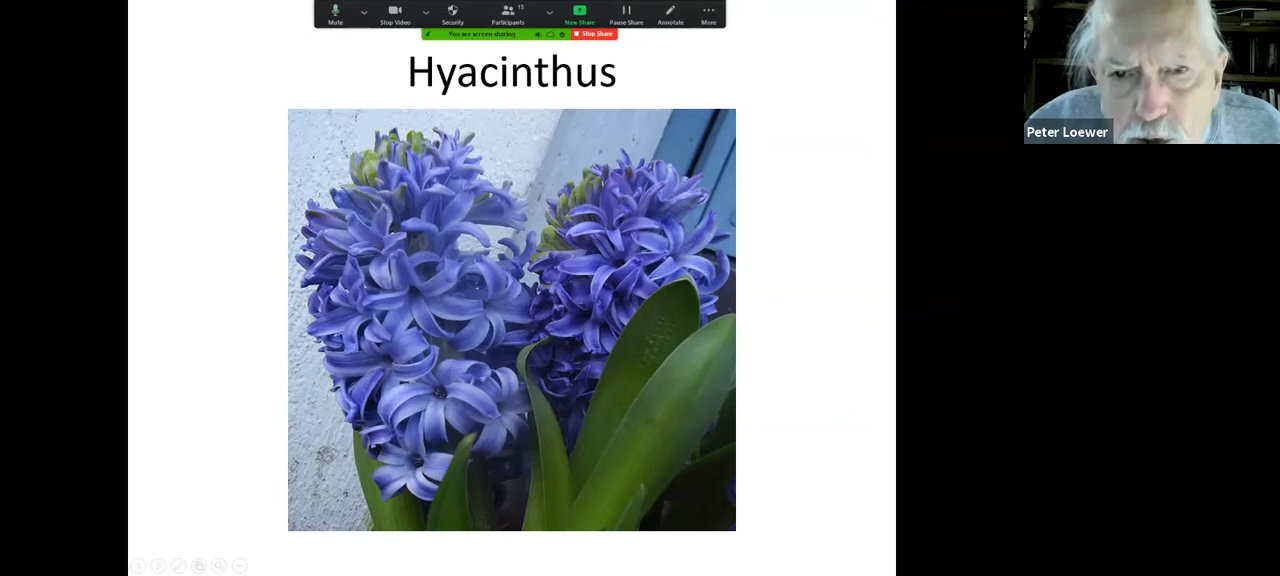 Mute
Stop Video
Security
Participants
13
New Share
Pause Share
Annotate
More
You are screen sharing
Stop Share
Hyacinthus
Peter Loewer